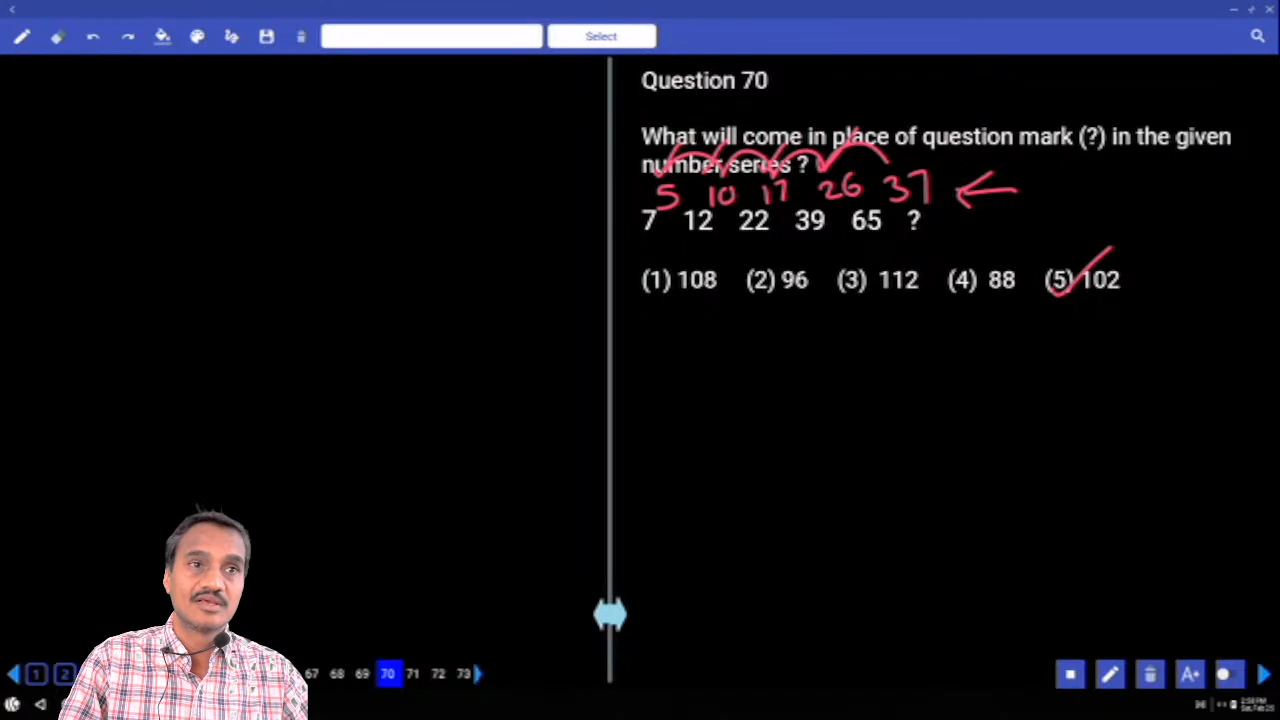 Select
Question 70
What will come in place of question mark (?) in the given
number series ?
5 10 17 26 37
7 12 22 39 65 ?
(1) 108 (2) 96 (3) 112 (4) 88 (5) 102
1 2 67 68 69 70 71 72 73
A+